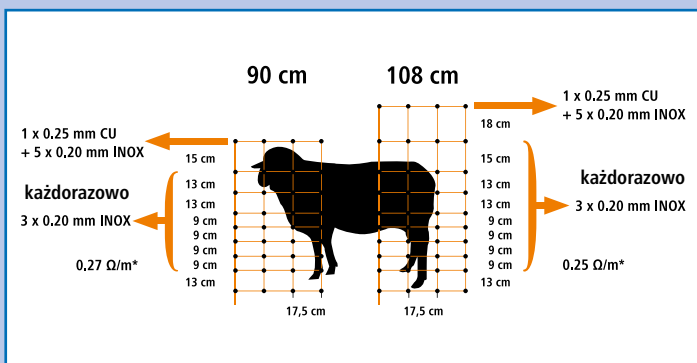 90 cm
108 cm
1 x 0.25 mm CU
+ 5 x 0.20 mm INOX
każdorazowo
3 x 0.20 mm INOX
0,27 Ω/m*
15 cm
13 cm
13 cm
9 cm
9 cm
9 cm
9 cm
13 cm
17,5 cm
18 cm
15 cm
13 cm
13 cm
9 cm
9 cm
9 cm
9 cm
13 cm
17,5 cm
1 x 0.25 mm CU
+ 5 x 0.20 mm INOX
każdorazowo
3 x 0.20 mm INOX
0.25 Ω/m*